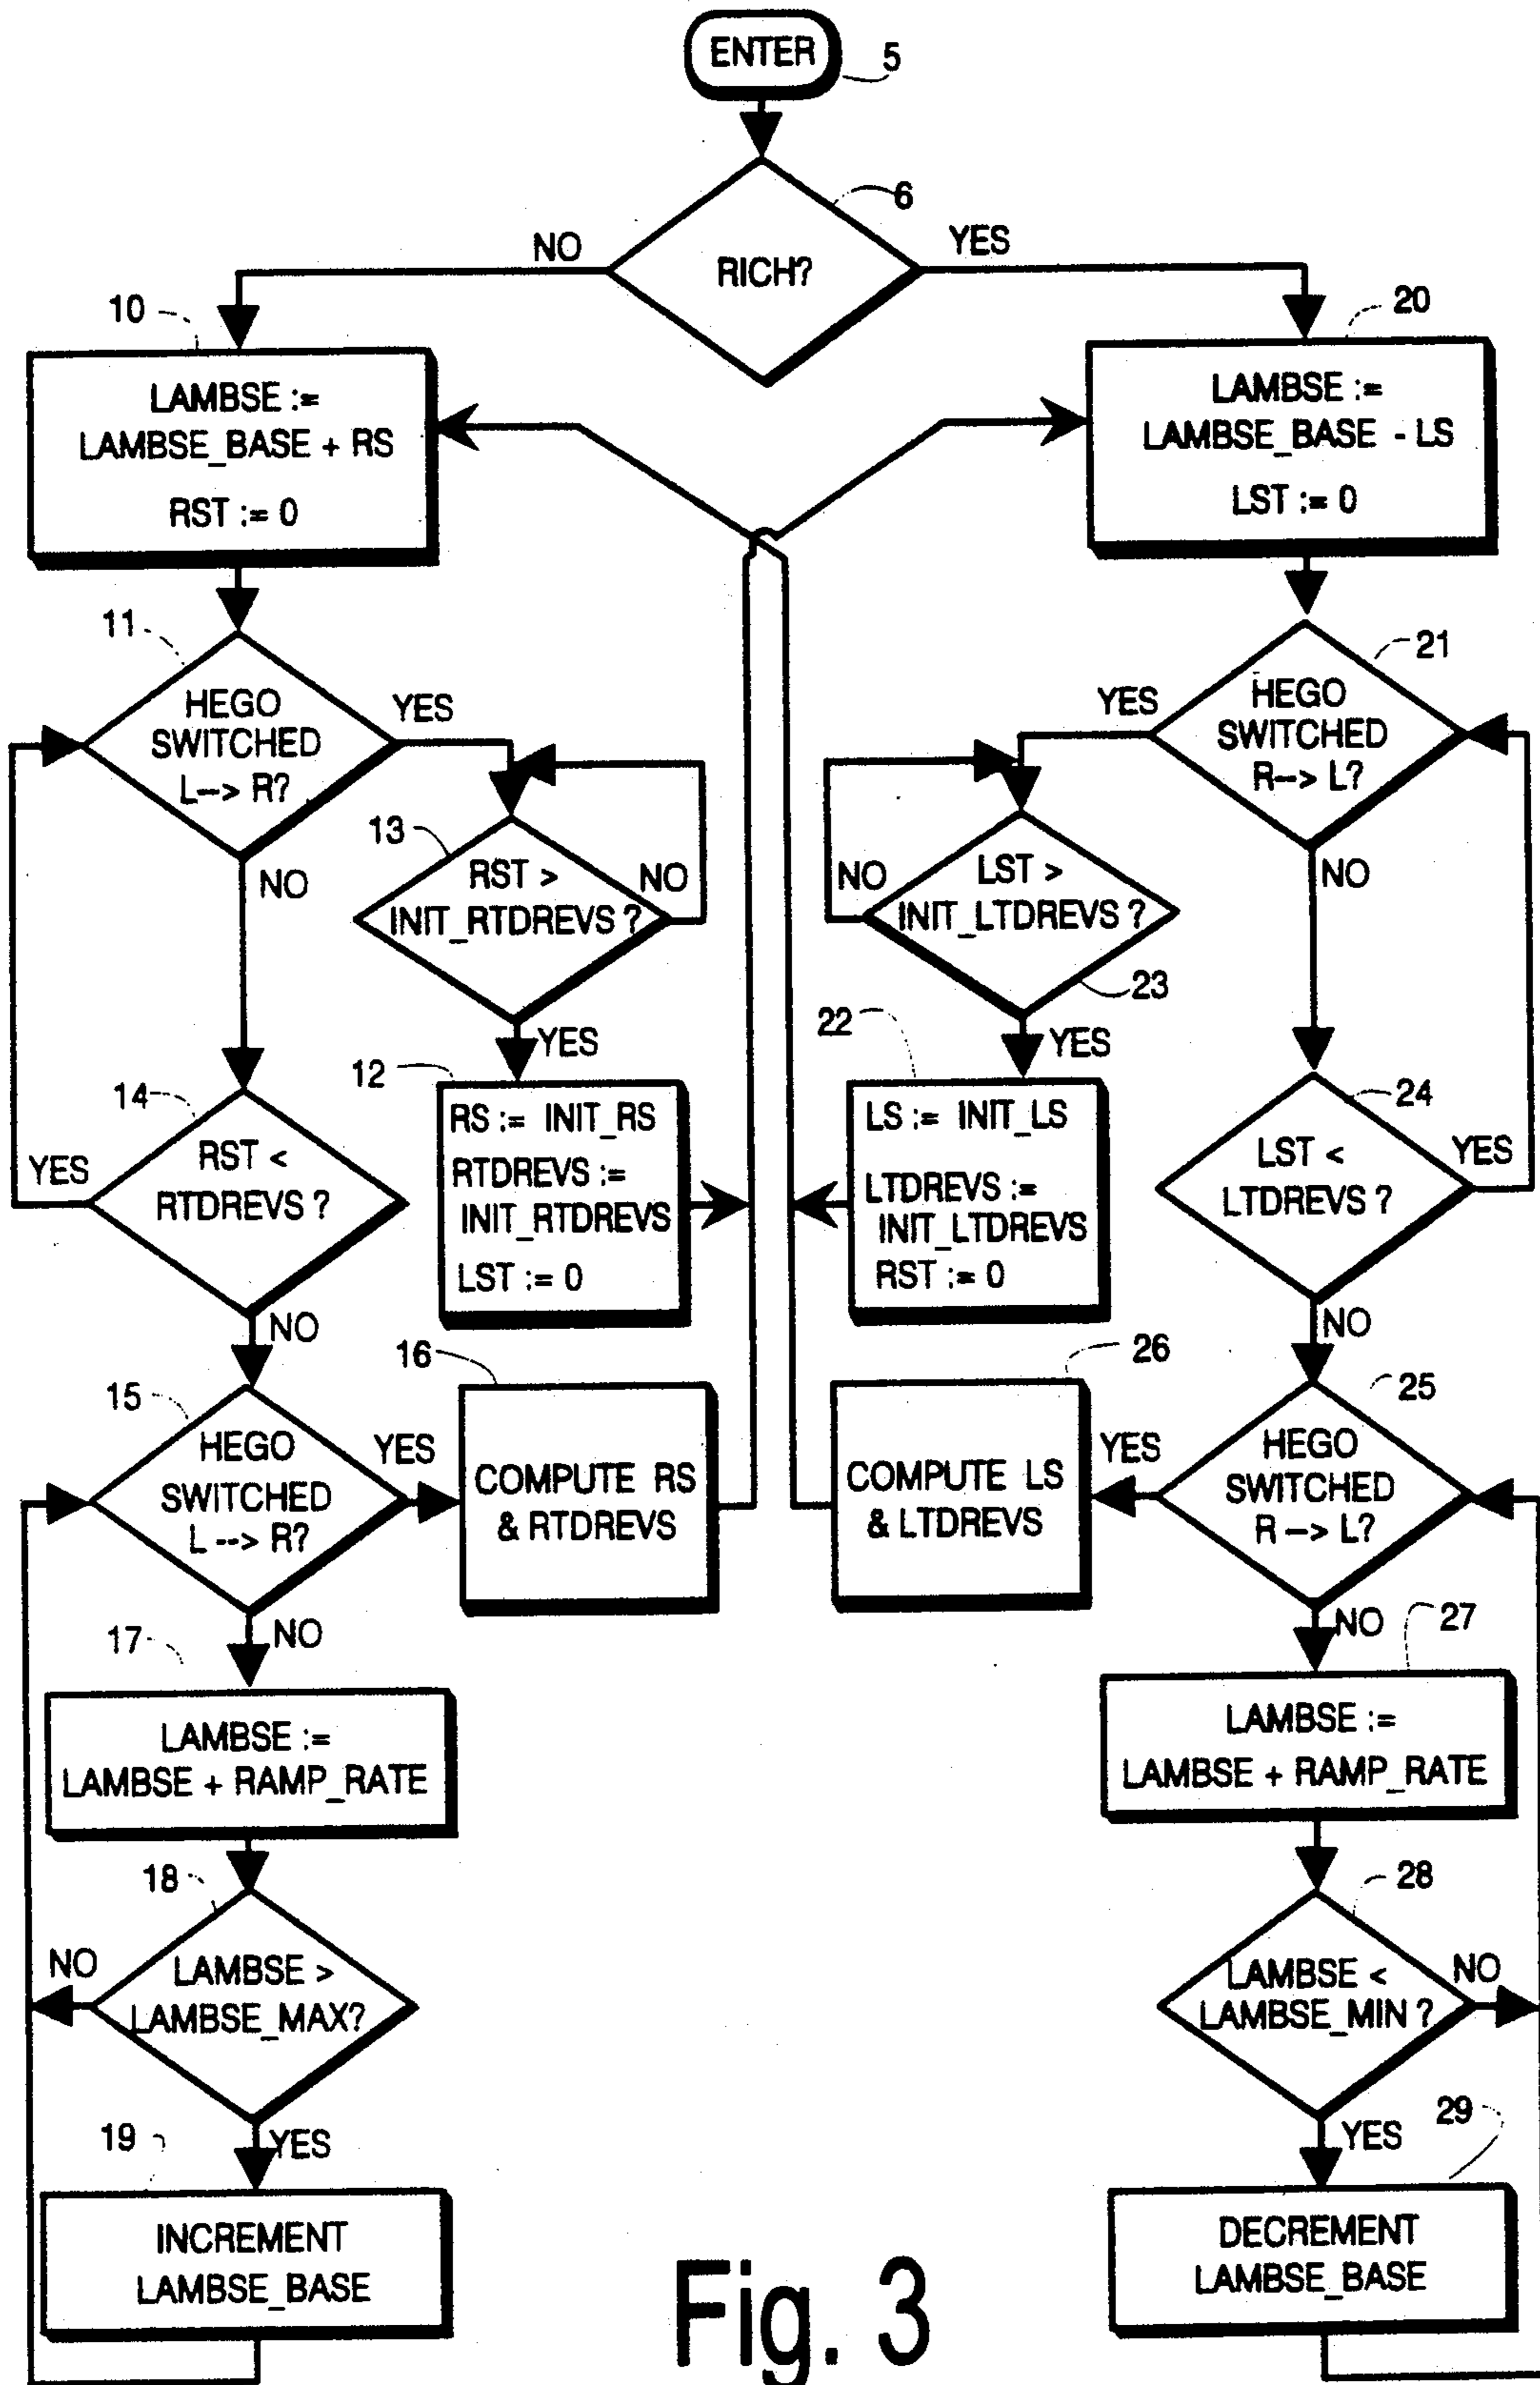 ENTER
5
6
RICH?
NO
YES
10
LAMBSE :=
LAMBSE_BASE + RS
RST := 0
20
LAMBSE :=
LAMBSE_BASE - LS
LST := 0
11
HEGO
SWITCHED
L--> R?
YES
NO
13
RST >
INIT_RTDREVS ?
NO
YES
12
RS := INIT_RS
RTDREVS :=
INIT_RTDREVS
LST := 0
14
RST <
RTDREVS ?
YES
NO
15
HEGO
SWITCHED
L --> R?
YES
NO
16
COMPUTE RS
& RTDREVS
17
LAMBSE :=
LAMBSE + RAMP_RATE
18
LAMBSE >
LAMBSE_MAX?
NO
YES
19
INCREMENT
LAMBSE_BASE
21
HEGO
SWITCHED
R--> L?
YES
NO
LST >
INIT_LTDREVS ?
NO
23
YES
22
LS := INIT_LS
LTDREVS :=
INIT_LTDREVS
RST := 0
24
LST <
LTDREVS ?
YES
NO
25
HEGO
SWITCHED
R --> L?
YES
NO
26
COMPUTE LS
& LTDREVS
27
LAMBSE :=
LAMBSE + RAMP_RATE
28
LAMBSE <
LAMBSE_MIN ?
NO
YES
29
DECREMENT
LAMBSE_BASE
Fig. 3